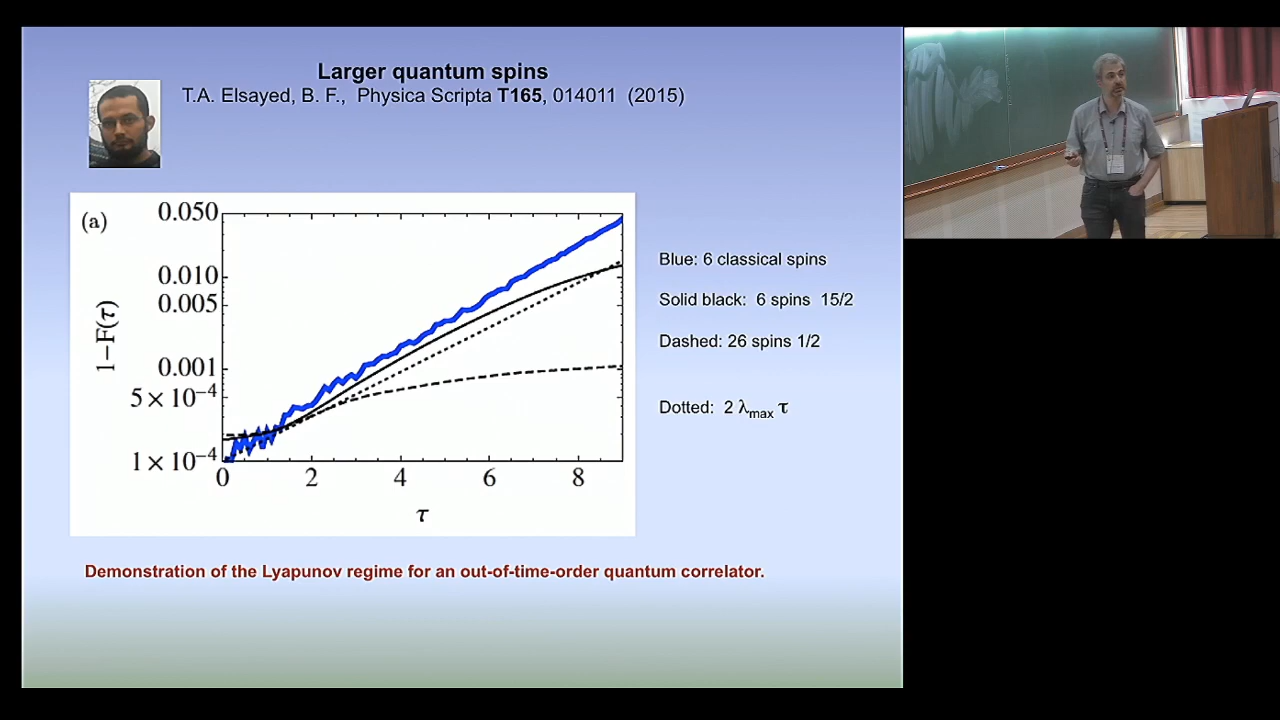 Larger quantum spins
T.A. Elsayed, B. F., Physica Scripta T165, 014011 (2015)
(a)
0.050
0.010
0.005
0.001
5 × 10⁻⁴
1 × 10⁻⁴
1−F(τ)
0 2 4 6 8
τ
Blue: 6 classical spins
Solid black: 6 spins 15/2
Dashed: 26 spins 1/2
Dotted: 2 λmax τ
Demonstration of the Lyapunov regime for an out-of-time-order quantum correlator.